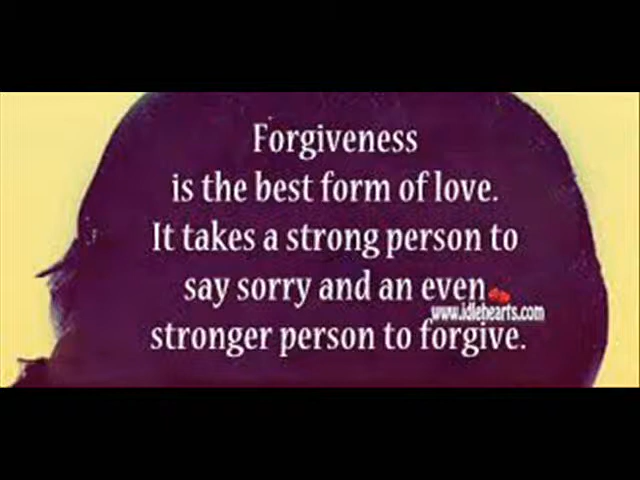 Forgiveness
is the best form of love.
It takes a strong person to
say sorry and an even
www.idlehearts.com
stronger person to forgive.